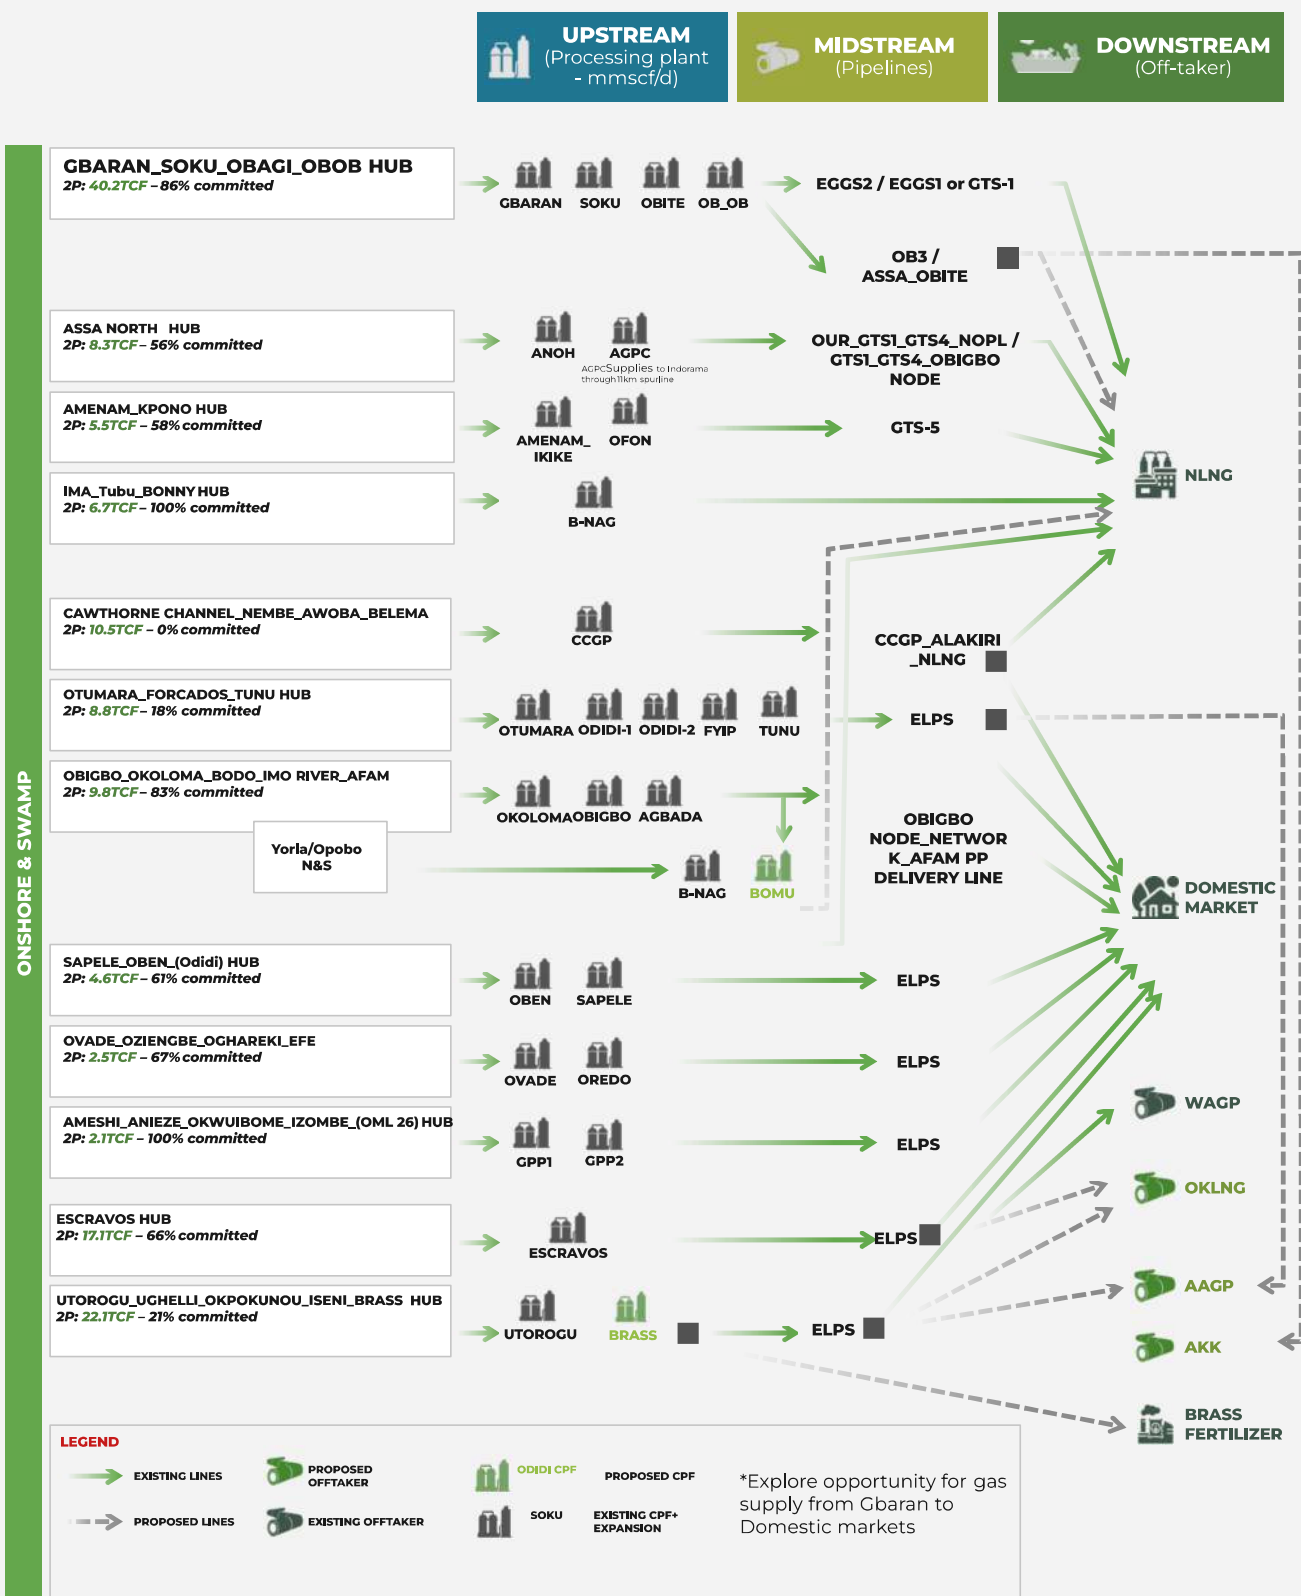 UPSTREAM
(Processing plant
- mmscf/d)
MIDSTREAM
(Pipelines)
DOWNSTREAM
(Off-taker)
ONSHORE & SWAMP
GBARAN_SOKU_OBAGI_OBOB HUB
2P: 40.2TCF – 86% committed
GBARAN
SOKU
OBITE
OB_OB
EGGS2 / EGGS1 or GTS-1
OB3 /
ASSA_OBITE
ASSA NORTH HUB
2P: 8.3TCF – 56% committed
ANOH
AGPC
AGPCSupplies to Indorama
through11km spurline
OUR_GTS1_GTS4_NOPL /
GTS1_GTS4_OBIGBO
NODE
AMENAM_KPONO HUB
2P: 5.5TCF – 58% committed
AMENAM_
IKIKE
OFON
GTS-5
IMA_Tubu_BONNY HUB
2P: 6.7TCF – 100% committed
B-NAG
NLNG
CAWTHORNE CHANNEL_NEMBE_AWOBA_BELEMA
2P: 10.5TCF – 0% committed
CCGP
CCGP_ALAKIRI
_NLNG
OTUMARA_FORCADOS_TUNU HUB
2P: 8.8TCF – 18% committed
OTUMARA
ODIDI-1
ODIDI-2
FYIP
TUNU
ELPS
OBIGBO_OKOLOMA_BODO_IMO RIVER_AFAM
2P: 9.8TCF – 83% committed
OKOLOMA
OBIGBO
AGBADA
OBIGBO
NODE_NETWOR
K_AFAM PP
DELIVERY LINE
Yorla/Opobo
N&S
B-NAG
BOMU
DOMESTIC
MARKET
SAPELE_OBEN_(Odidi) HUB
2P: 4.6TCF – 61% committed
OBEN
SAPELE
ELPS
OVADE_OZIENGBE_OGHAREKI_EFE
2P: 2.5TCF – 67% committed
OVADE
OREDO
ELPS
AMESHI_ANIEZE_OKWUIBOME_IZOMBE_(OML 26) HUB
2P: 2.1TCF – 100% committed
GPP1
GPP2
ELPS
WAGP
OKLNG
ESCRAVOS HUB
2P: 17.1TCF – 66% committed
ESCRAVOS
ELPS
UTOROGU_UGHELLI_OKPOKUNOU_ISENI_BRASS HUB
2P: 22.1TCF – 21% committed
UTOROGU
BRASS
ELPS
AAGP
AKK
BRASS
FERTILIZER
LEGEND
EXISTING LINES
PROPOSED
OFFTAKER
ODIDI CPF
PROPOSED CPF
PROPOSED LINES
EXISTING OFFTAKER
SOKU
EXISTING CPF+
EXPANSION
*Explore opportunity for gas
supply from Gbaran to
Domestic markets